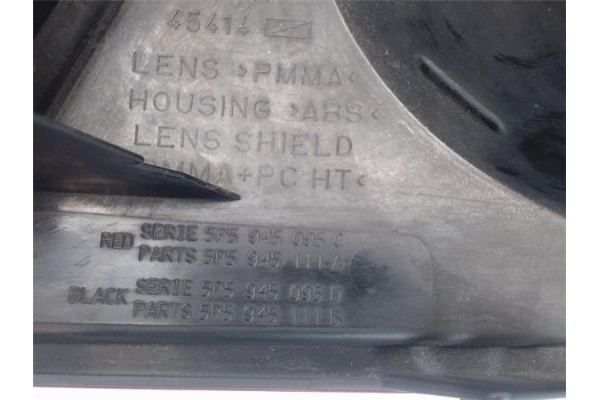 45414
LENS >PMMA<
HOUSING >ABS<
LENS SHIELD
PMMA+PC HT<
RED SERIE 5P5 945 095 C
PARTS 5P5 945 111 A
BLACK SERIE 5P5 945 095 D
PARTS 5P5 945 111 B